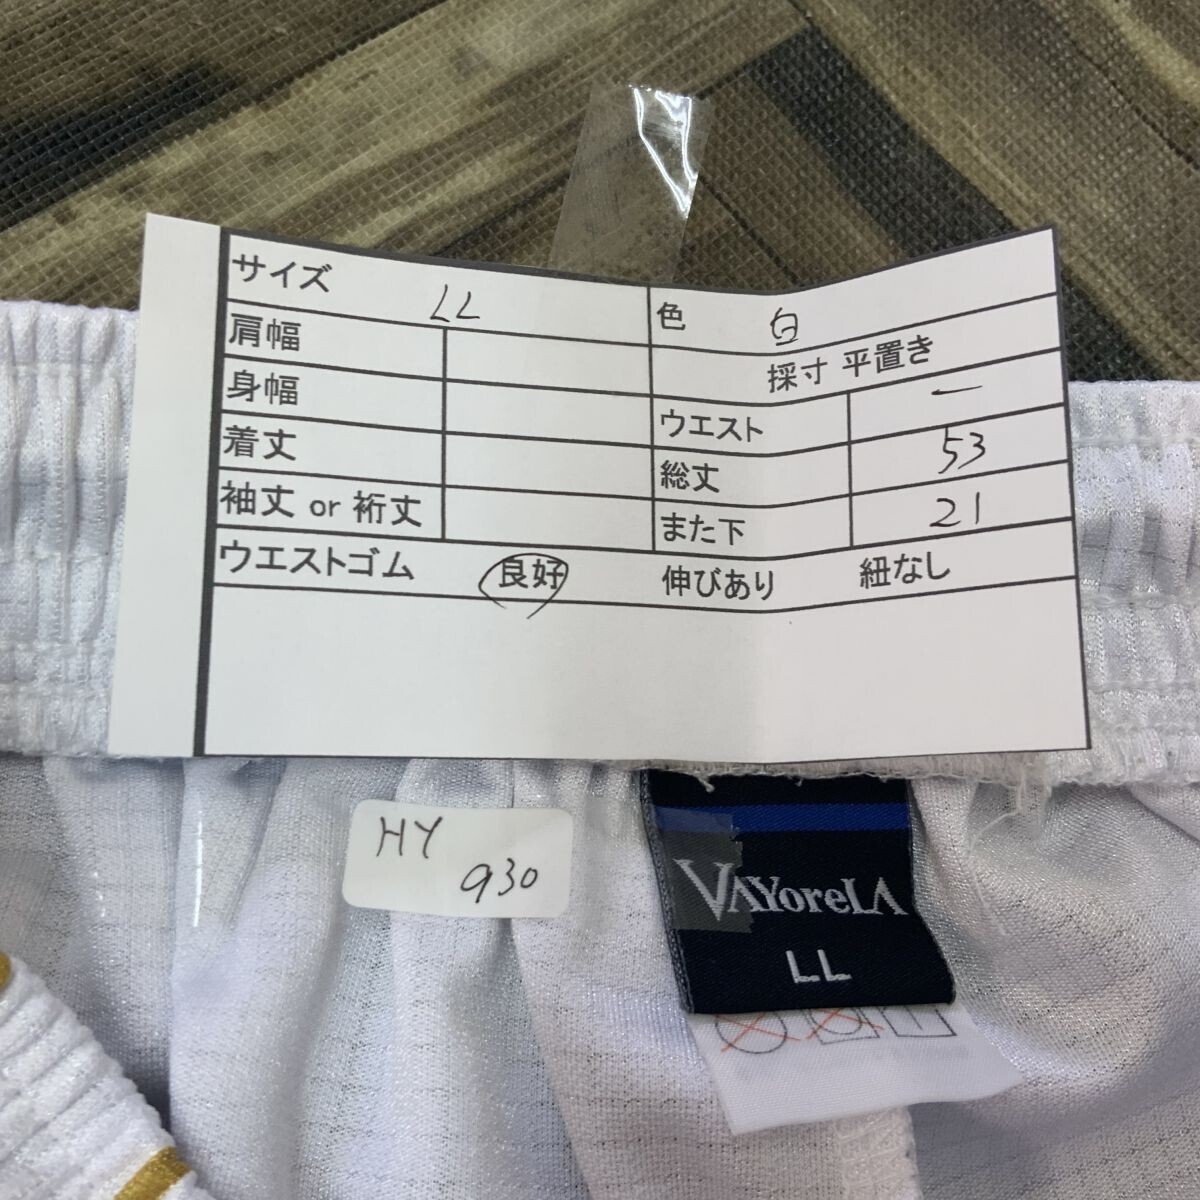 サイズ LL 色 白
肩幅 採寸 平置き
身幅 ウエスト ー
着丈 総丈 53
袖丈 or 裄丈 また下 21
ウエストゴム 良好 伸びあり 紐なし
HY
930
VAYoreLA
LL